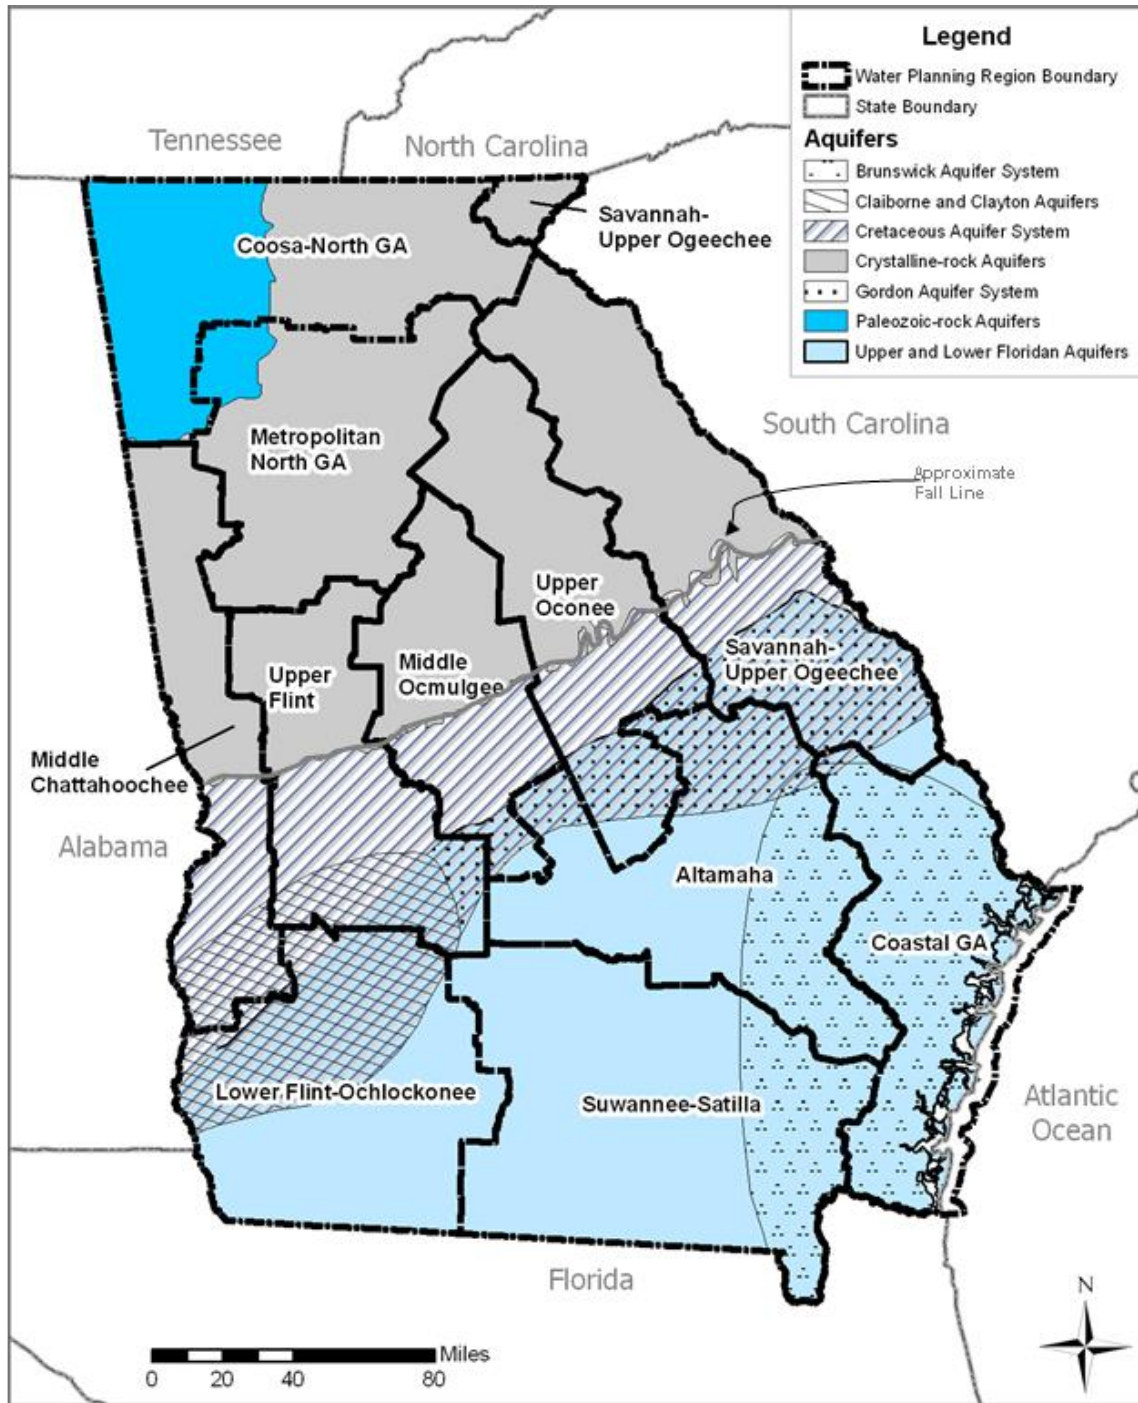 Legend
Water Planning Region Boundary
State Boundary
Aquifers
Brunswick Aquifer System
Claiborne and Clayton Aquifers
Cretaceous Aquifer System
Crystalline-rock Aquifers
Gordon Aquifer System
Paleozoic-rock Aquifers
Upper and Lower Floridan Aquifers
Tennessee
North Carolina
Savannah-
Upper Ogeechee
Coosa-North GA
South Carolina
Metropolitan
North GA
Approximate
Fall Line
Upper
Oconee
Savannah-
Upper Ogeechee
Middle
Ocmulgee
Upper
Flint
Middle
Chattahoochee
Alabama
Altamaha
Coastal GA
Lower Flint-Ochlockonee
Suwannee-Satilla
Atlantic
Ocean
Florida
N
Miles
0 20 40 80